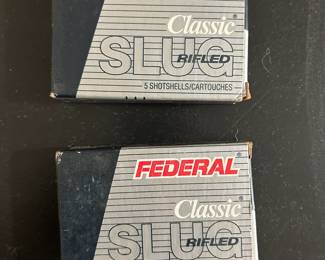 Classic®
SLUG
RIFLED
5 SHOTSHELLS/CARTOUCHES
FEDERAL®
Classic®
SLUG
RIFLED